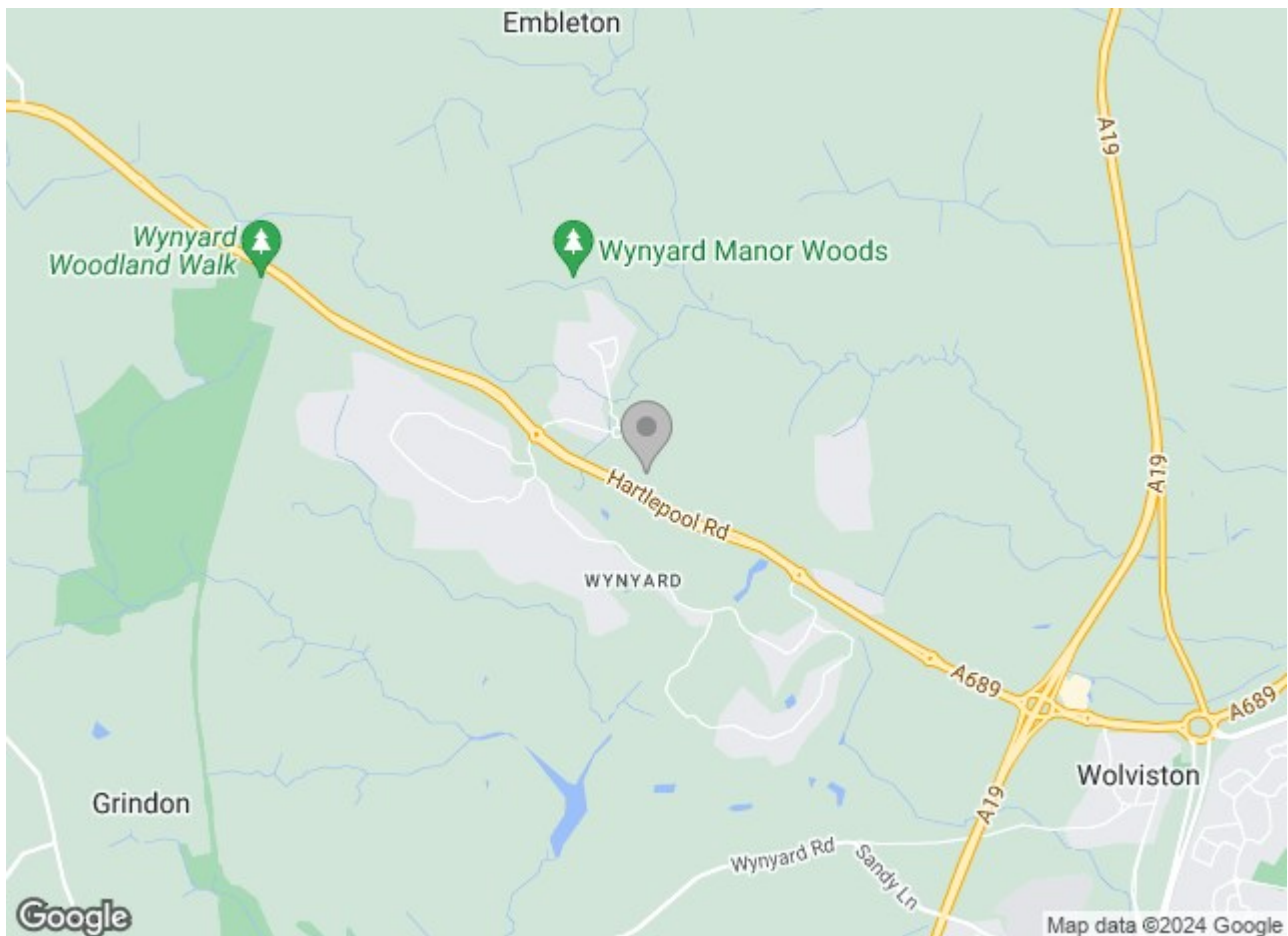 Embleton
A19
Wynyard
Woodland Walk
Wynyard Manor Woods
A19
Hartlepool Rd
WYNYARD
A689
A689
Wolviston
A19
Grindon
Wynyard Rd
Sandy Ln
Google
Map data ©2024 Google